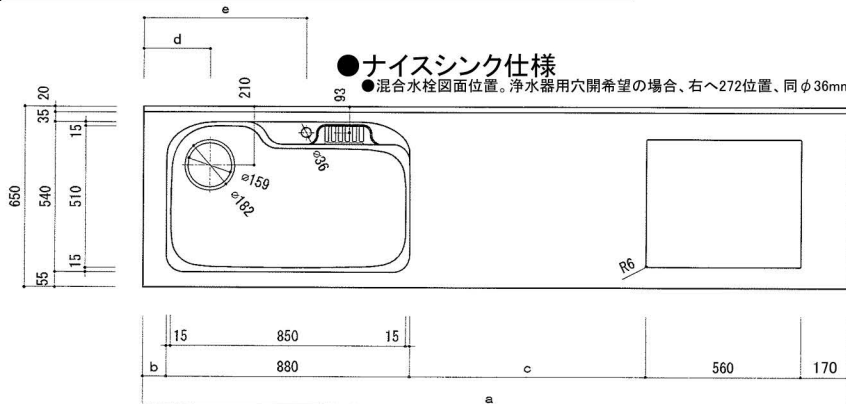 e
d
●ナイスシンク仕様
●混合水栓図面位置。浄水器用穴開希望の場合、右へ272位置、同φ36mm
20
35
15
210
93
φ36
φ159
φ182
650
540
510
15
55
R6
15
850
15
b
880
c
560
170
a